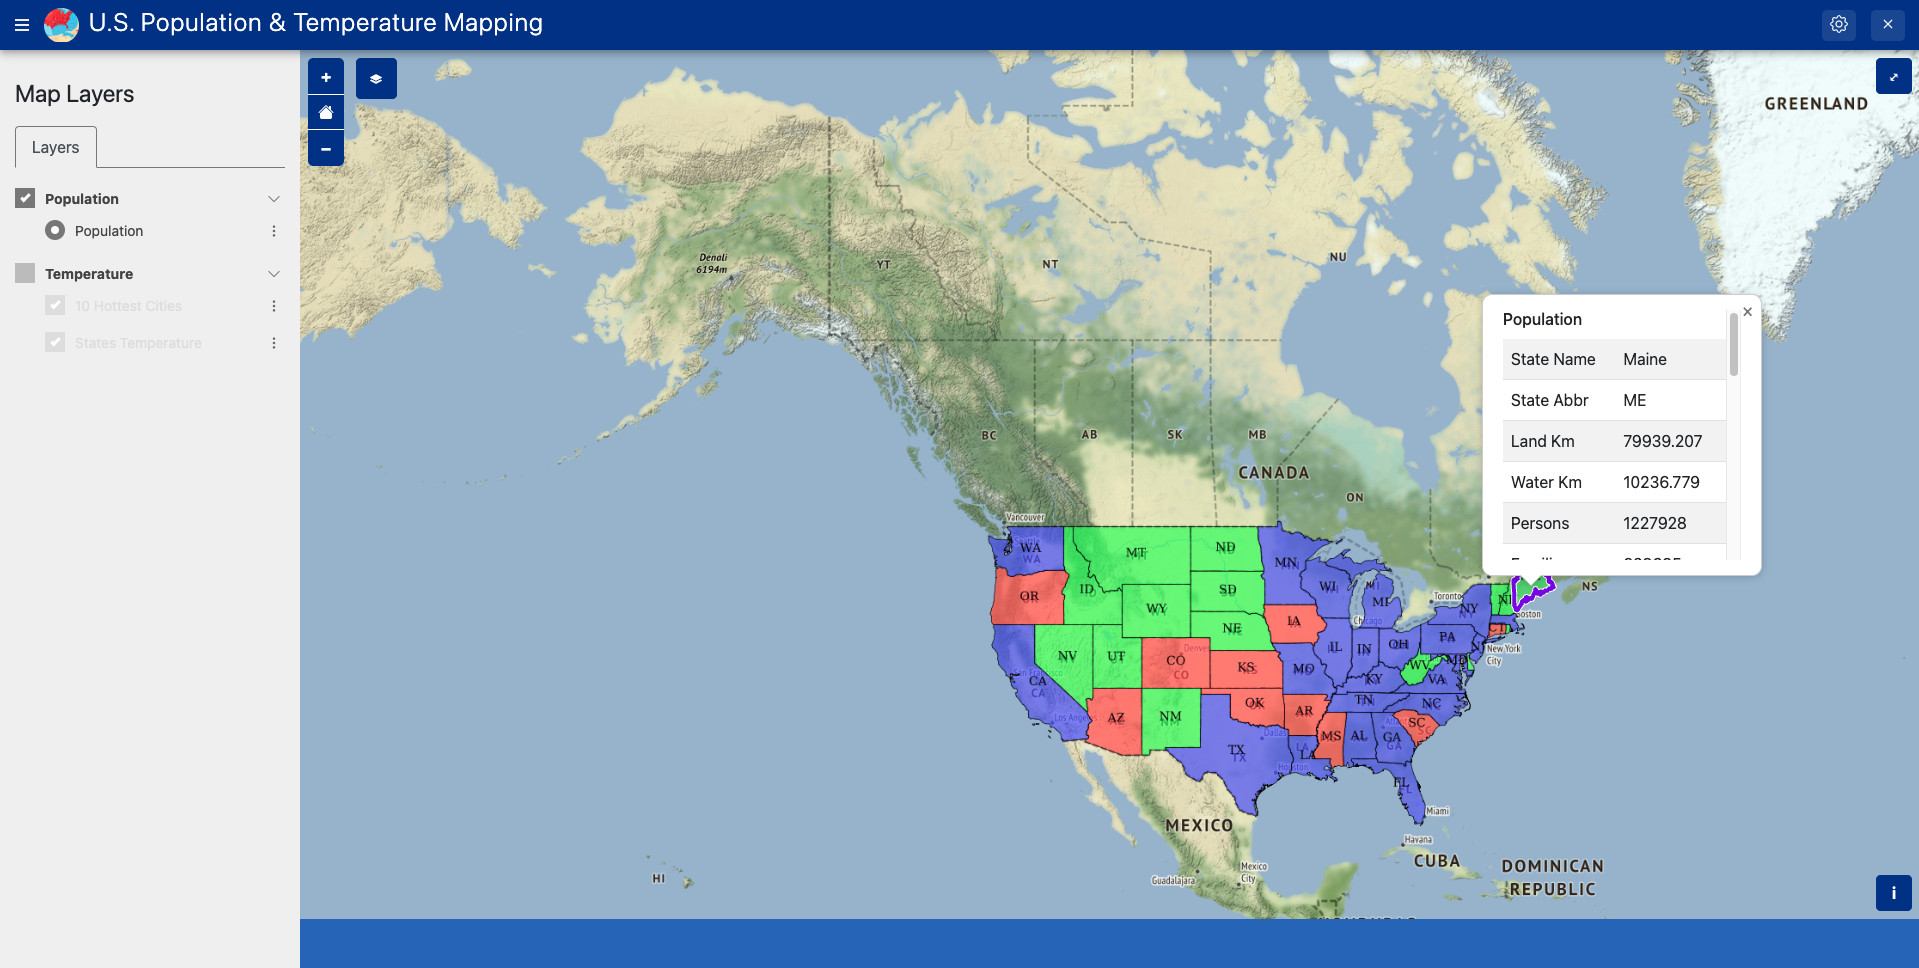 U.S. Population & Temperature Mapping
Map Layers
Layers
Population
Population
Temperature
10 Hottest Cities
States Temperature
GREENLAND
Denali
6194m
YT
NT
NU
BC
AB
SK
MB
CANADA
ON
NS
Vancouver
Toronto
Chicago
Boston
New York
City
Denver
San Francisco
Los Angeles
Dallas
Houston
Miami
Havana
MEXICO
Mexico
City
Guadalajara
CUBA
DOMINICAN
REPUBLIC
HI
WA
MT
ND
MN
OR
ID
WY
SD
WI
MI
NE
IA
NY
NV
UT
CO
KS
MO
IL
IN
OH
PA
CT
CA
AZ
NM
OK
AR
KY
WV
VA
MD
TN
NC
TX
LA
MS
AL
GA
SC
FL
Population
State Name Maine
State Abbr ME
Land Km 79939.207
Water Km 10236.779
Persons 1227928
i